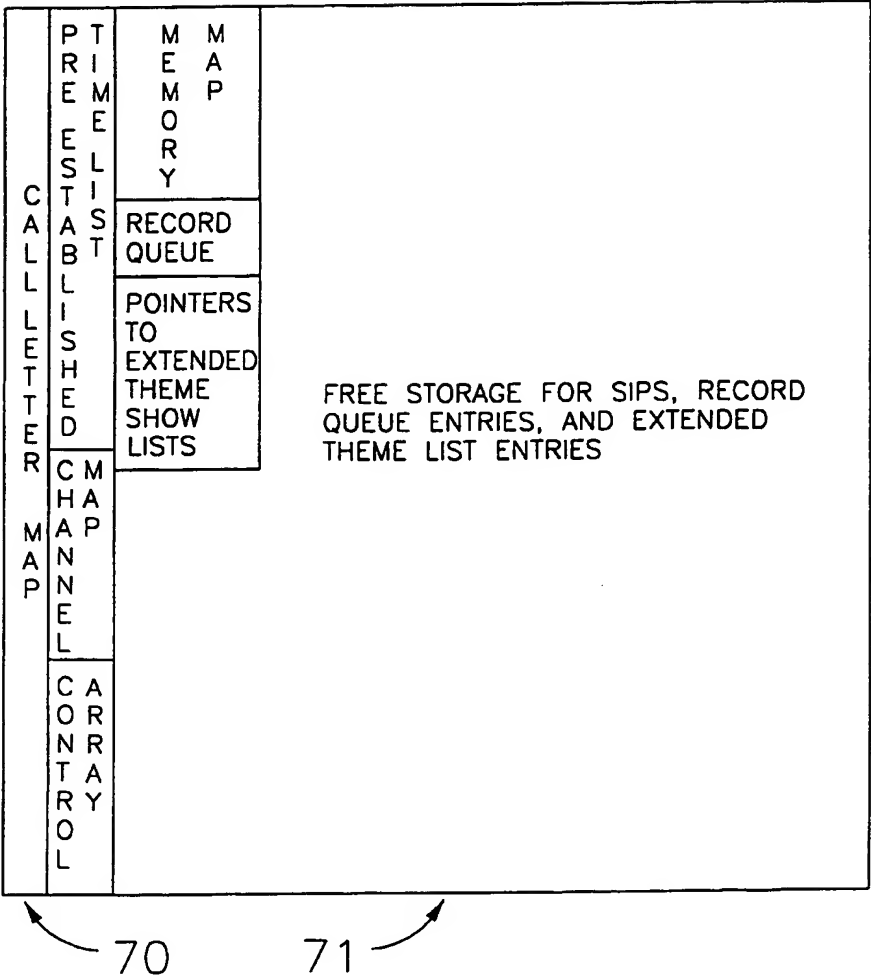 CALL LETTER MAP
PRE ESTABLISHED
TIME LIST
CHANNEL
MAP
CONTROL
ARRAY
MEMORY
MAP
RECORD
QUEUE
POINTERS
TO
EXTENDED
THEME
SHOW
LISTS
FREE STORAGE FOR SIPS, RECORD
QUEUE ENTRIES, AND EXTENDED
THEME LIST ENTRIES
70
71